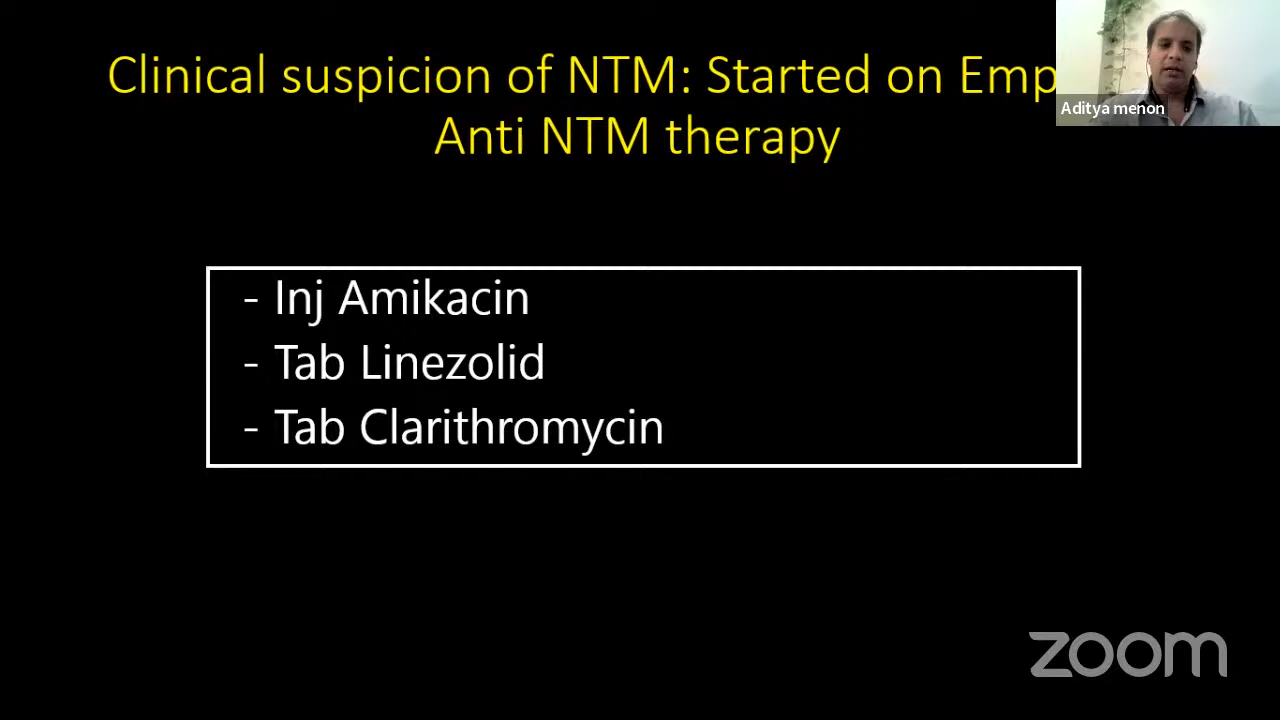 Clinical suspicion of NTM: Started on Emp
Anti NTM therapy
Aditya menon
- Inj Amikacin
- Tab Linezolid
- Tab Clarithromycin
zoom